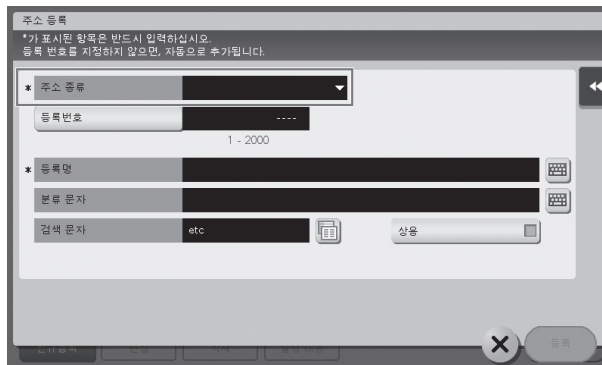 주소 등록
*가 표시된 항목은 반드시 입력하십시오.
등록 번호를 지정하지 않으면, 자동으로 추가됩니다.
* 주소 종류
등록번호 ----
1 - 2000
* 등록명
분류 문자
검색 문자 etc 상용
등록